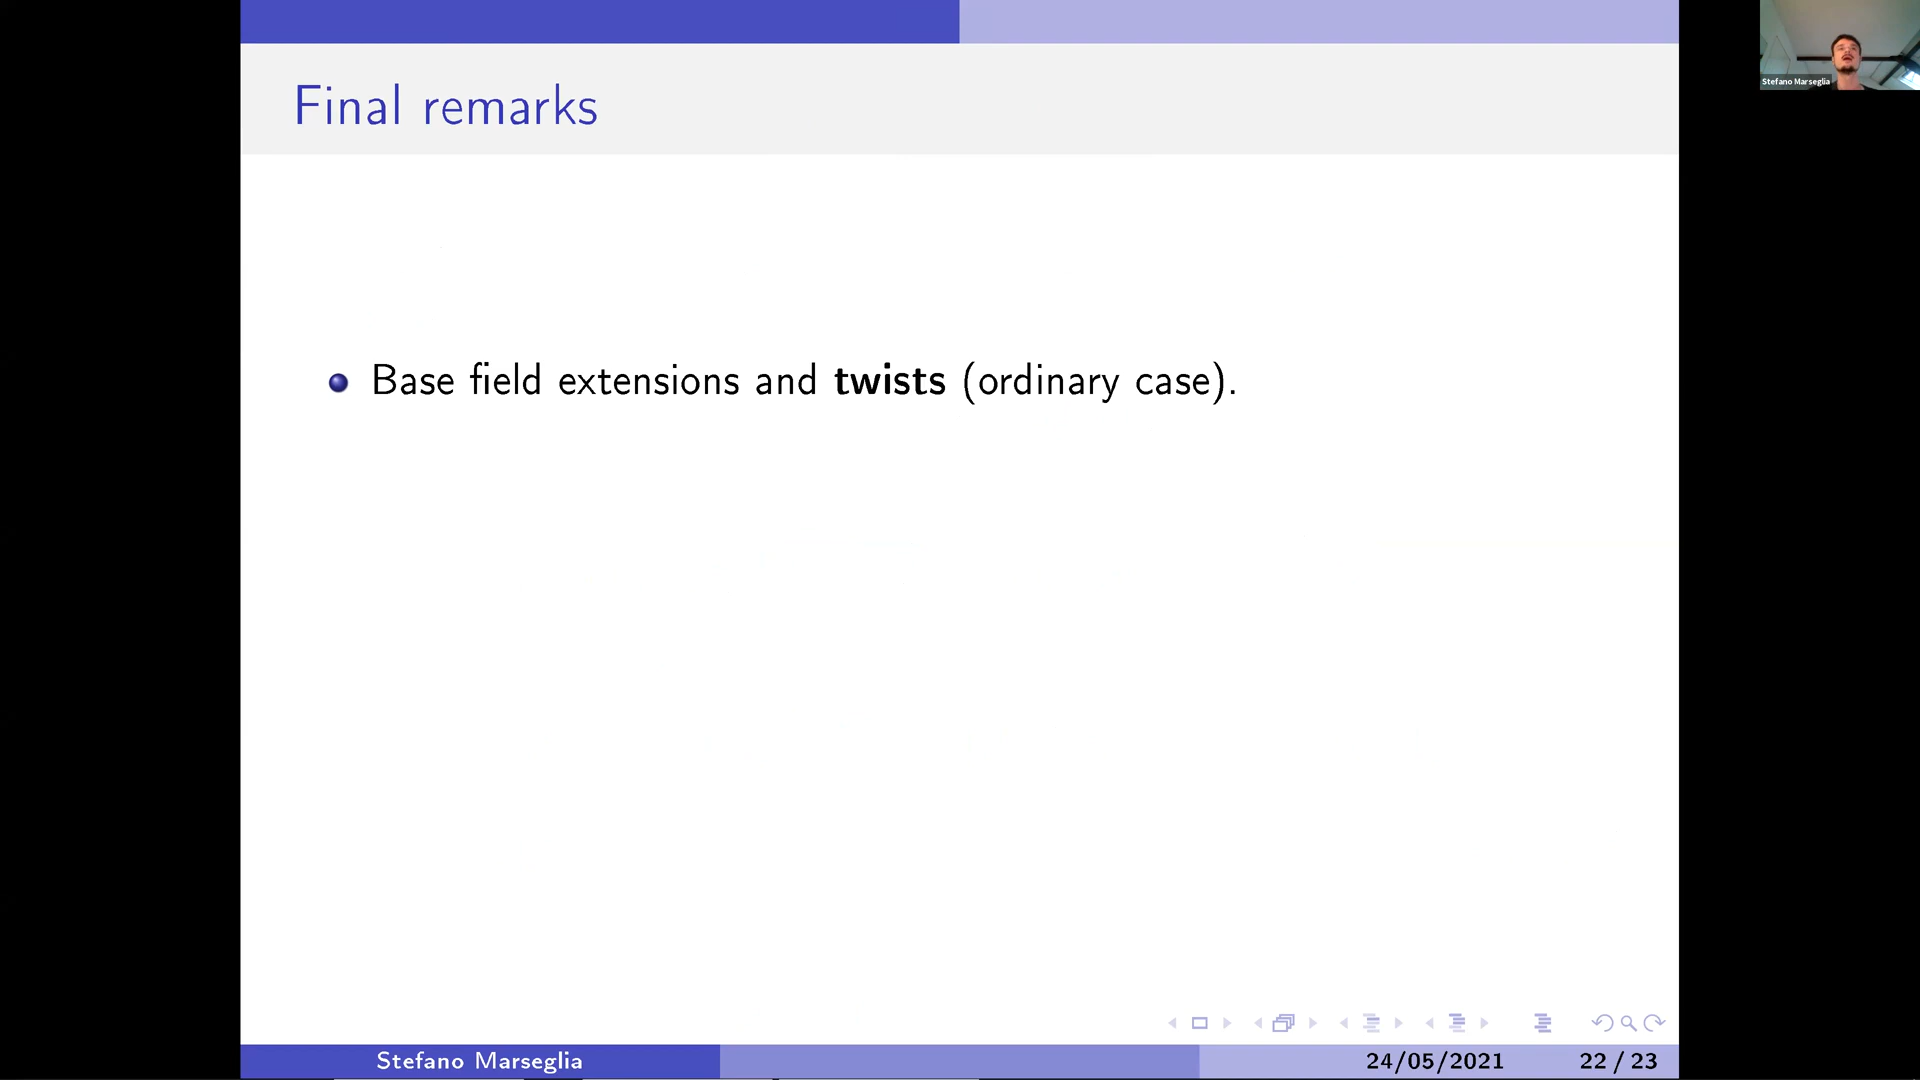 Final remarks
Stefano Marseglia
Base field extensions and twists (ordinary case).
Stefano Marseglia 24/05/2021 22 / 23